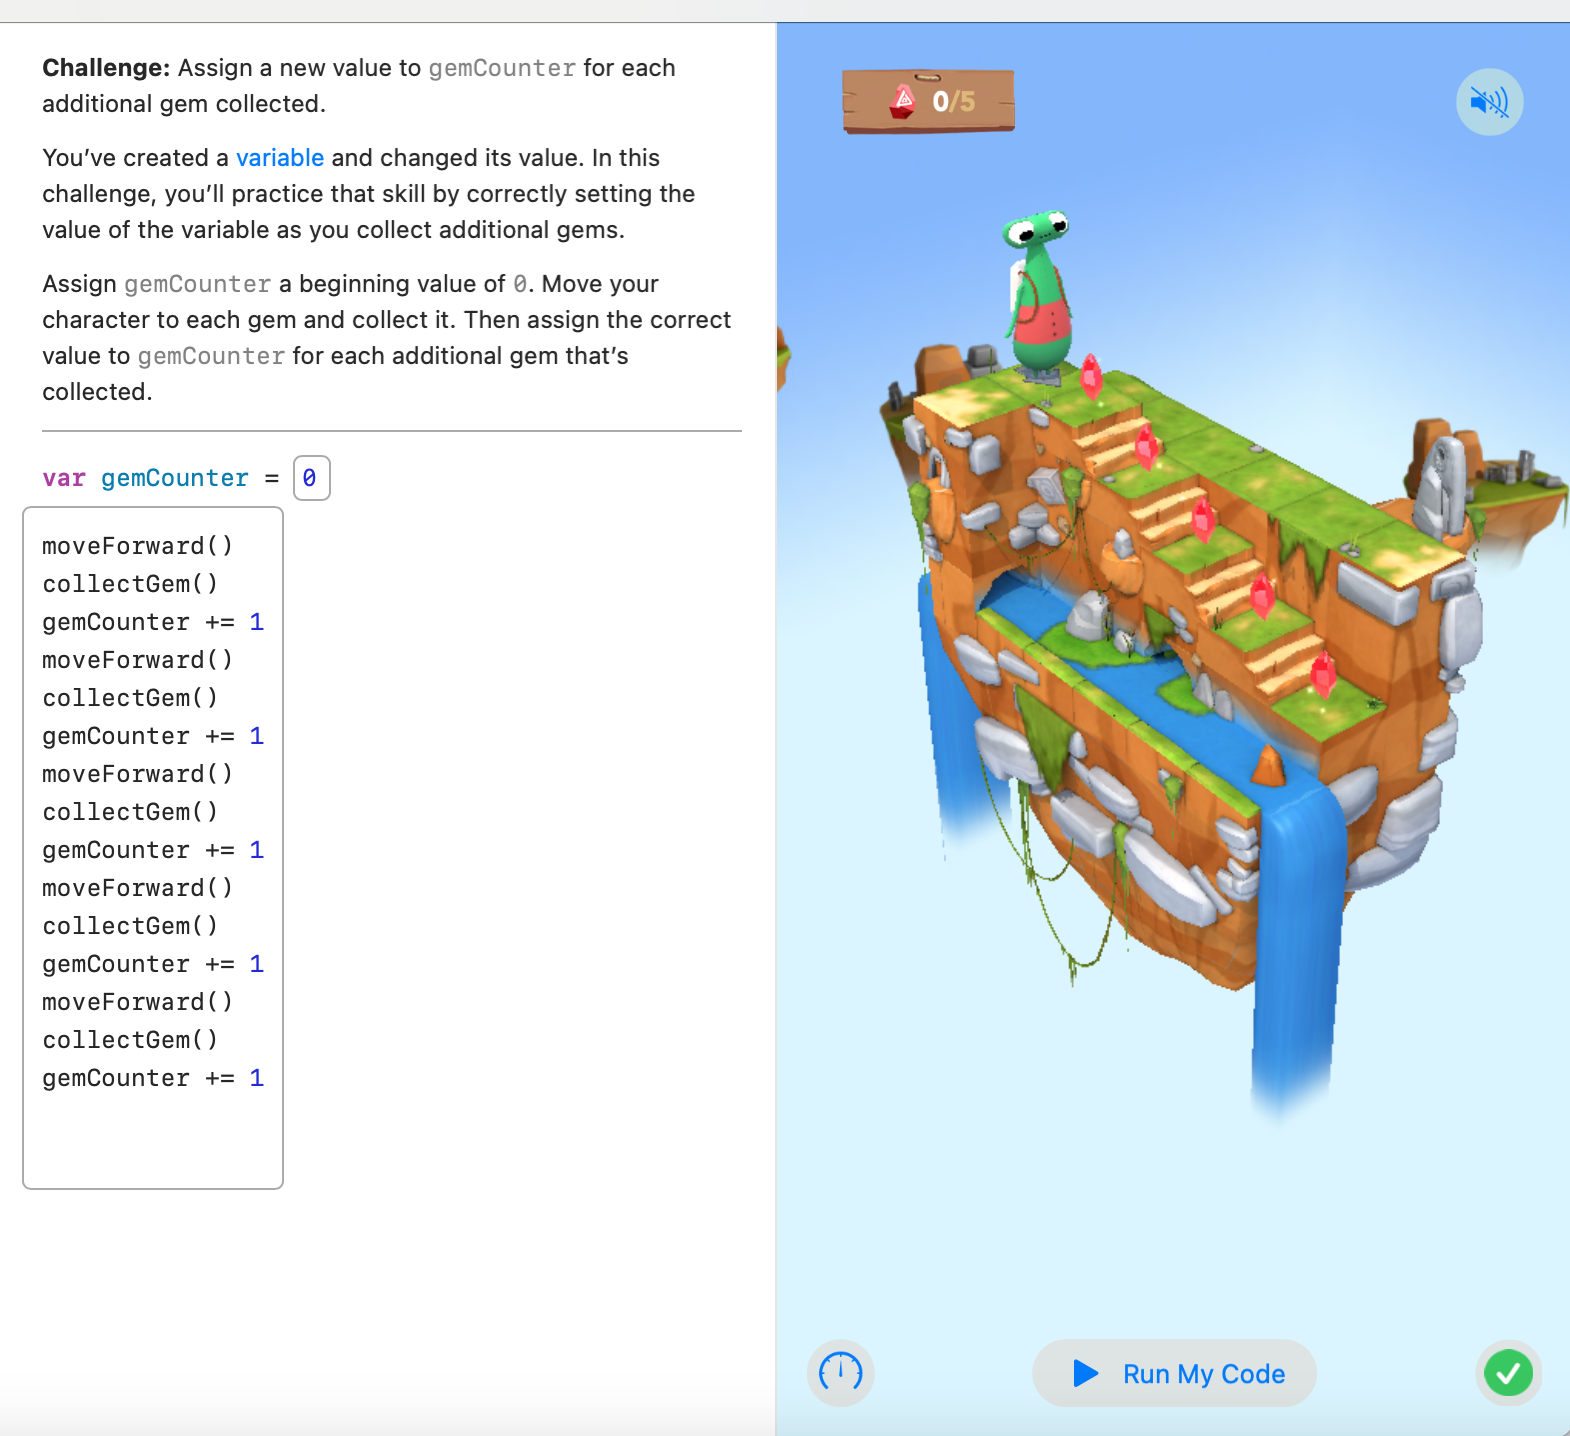 Challenge: Assign a new value to gemCounter for each
additional gem collected.
You’ve created a variable and changed its value. In this
challenge, you’ll practice that skill by correctly setting the
value of the variable as you collect additional gems.
Assign gemCounter a beginning value of 0. Move your
character to each gem and collect it. Then assign the correct
value to gemCounter for each additional gem that’s
collected.
var gemCounter = 0
moveForward()
collectGem()
gemCounter += 1
moveForward()
collectGem()
gemCounter += 1
moveForward()
collectGem()
gemCounter += 1
moveForward()
collectGem()
gemCounter += 1
moveForward()
collectGem()
gemCounter += 1
0/5
Run My Code